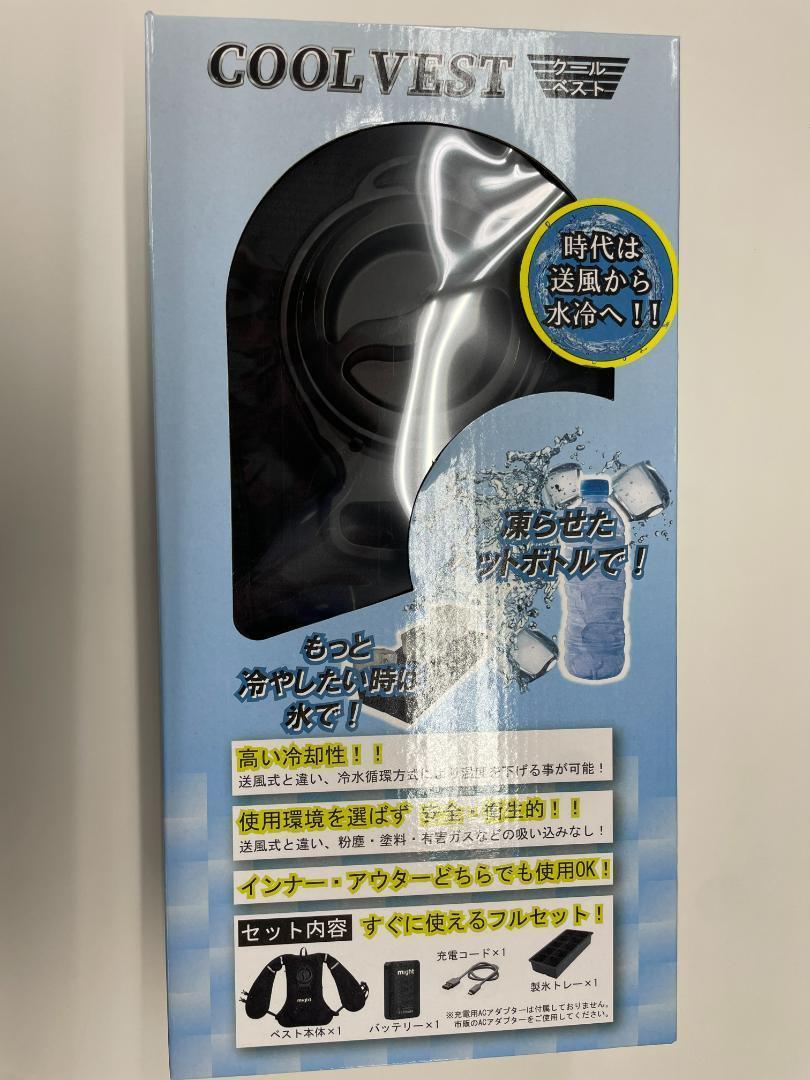 COOL VEST
クール
ベスト
時代は
送風から
水冷へ！！
凍らせた
ットボトルで！
もっと
冷やしたい時は
氷で！
高い冷却性！！
送風式と違い、冷水循環方式により温度を下げる事が可能！
使用環境を選ばず 安全・衛生的！！
送風式と違い、粉塵・塗料・有害ガスなどの吸い込みなし！
インナー・アウターどちらでも使用OK！
セット内容 すぐに使えるフルセット！
might
ベスト本体×1
might
バッテリー×1
充電コード×1
製氷トレー×1
※充電用ACアダプターは付属しておりません。
市販のACアダプターをご使用してください。